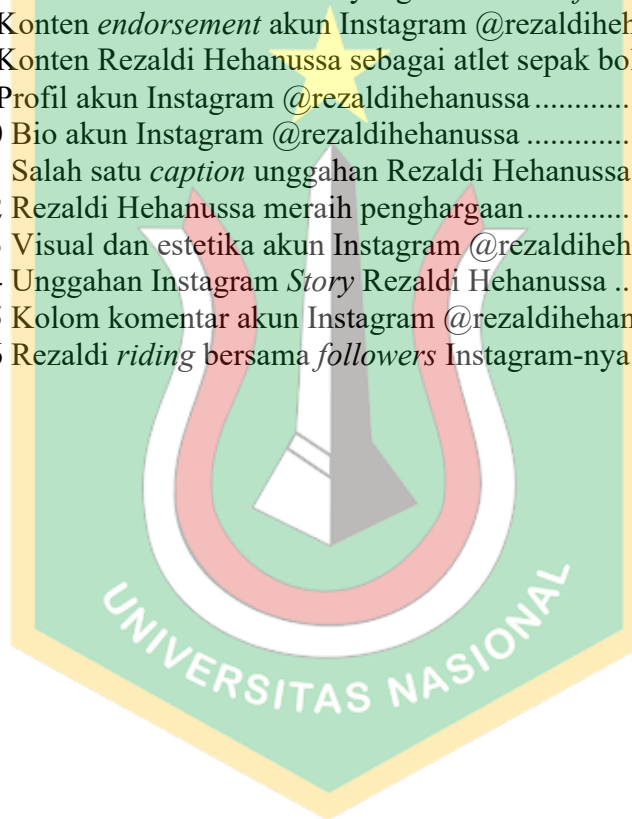 Konten endorsement akun Instagram @rezaldiheh
Konten Rezaldi Hehanussa sebagai atlet sepak bol
Profil akun Instagram @rezaldihehanussa..............
Bio akun Instagram @rezaldihehanussa ..............
Salah satu caption unggahan Rezaldi Hehanussa
Rezaldi Hehanussa meraih penghargaan..............
Visual dan estetika akun Instagram @rezaldiheh
Unggahan Instagram Story Rezaldi Hehanussa ..
Kolom komentar akun Instagram @rezaldihehan
Rezaldi riding bersama followers Instagram-nya
UNIVERSITAS NASIONAL